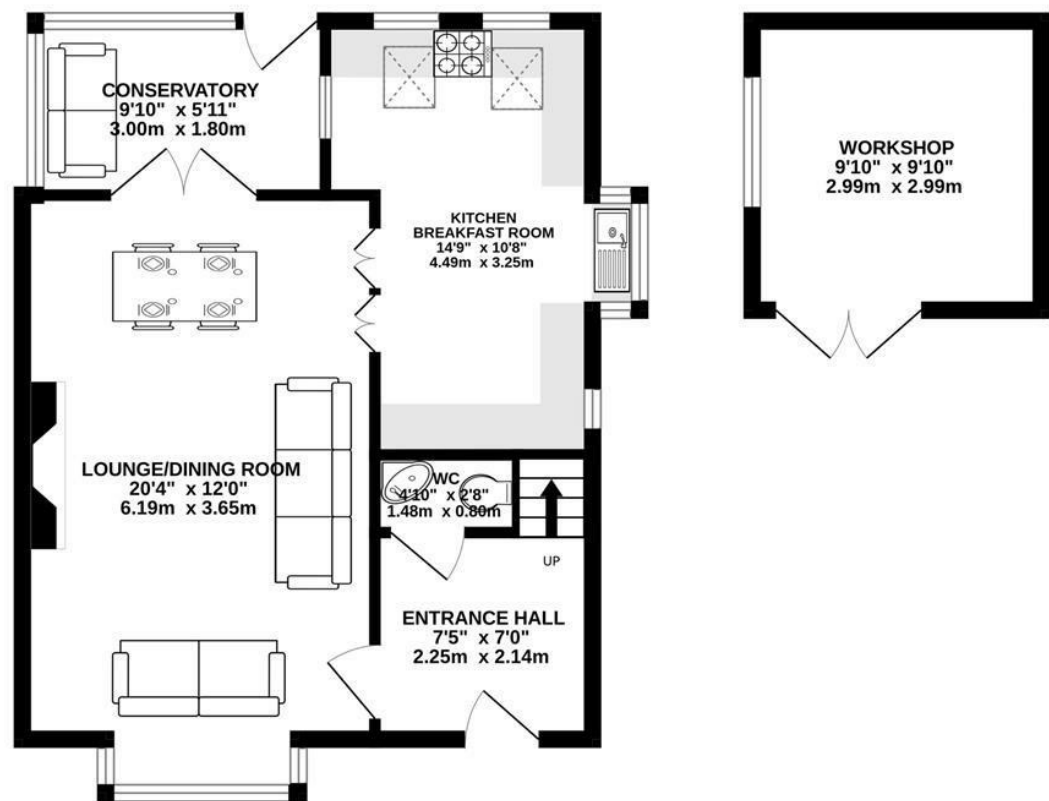 CONSERVATORY
9'10" x 5'11"
3.00m x 1.80m
WORKSHOP
9'10" x 9'10"
2.99m x 2.99m
KITCHEN
BREAKFAST ROOM
14'9" x 10'8"
4.49m x 3.25m
LOUNGE/DINING ROOM
20'4" x 12'0"
6.19m x 3.65m
WC
4'10" x 2'8"
1.48m x 0.80m
UP
ENTRANCE HALL
7'5" x 7'0"
2.25m x 2.14m